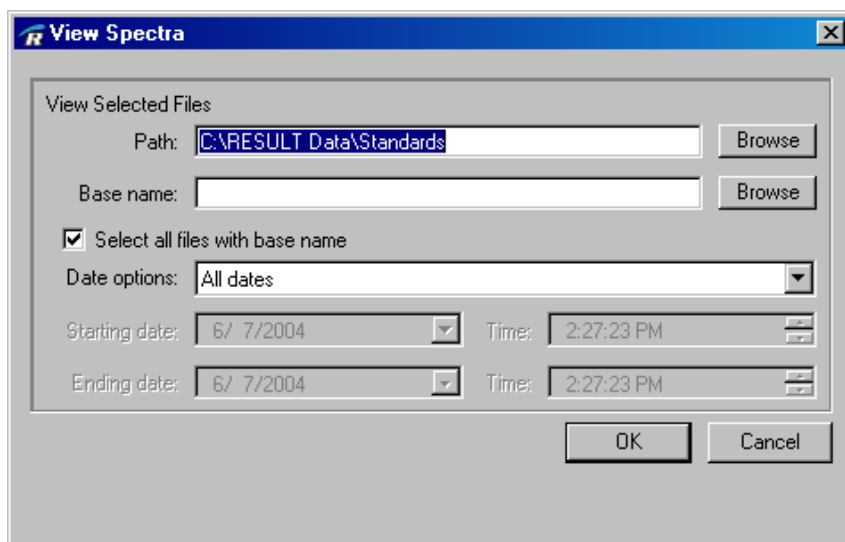 View Spectra
View Selected Files
Path: C:\RESULT Data\Standards Browse
Base name: Browse
Select all files with base name
Date options: All dates
Starting date: 6/ 7/2004 Time: 2:27:23 PM
Ending date: 6/ 7/2004 Time: 2:27:23 PM
OK Cancel